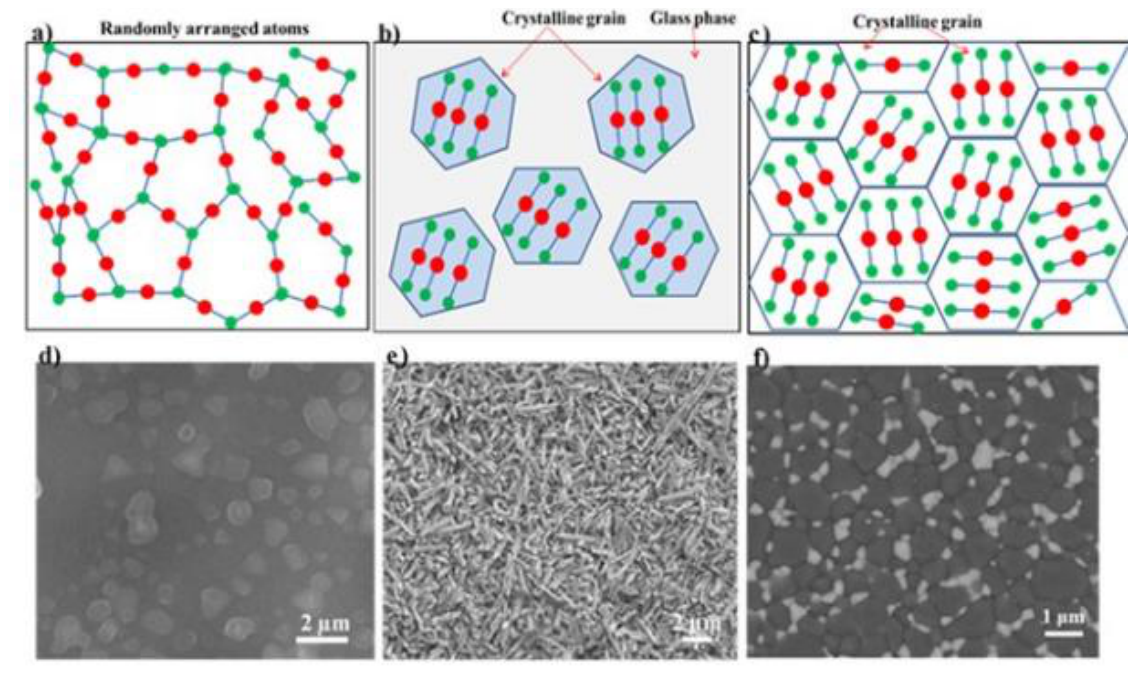 a) Randomly arranged atoms
b) Crystalline grain Glass phase
c) Crystalline grain
d)
e)
f)
2 µm
2 µm
1 µm